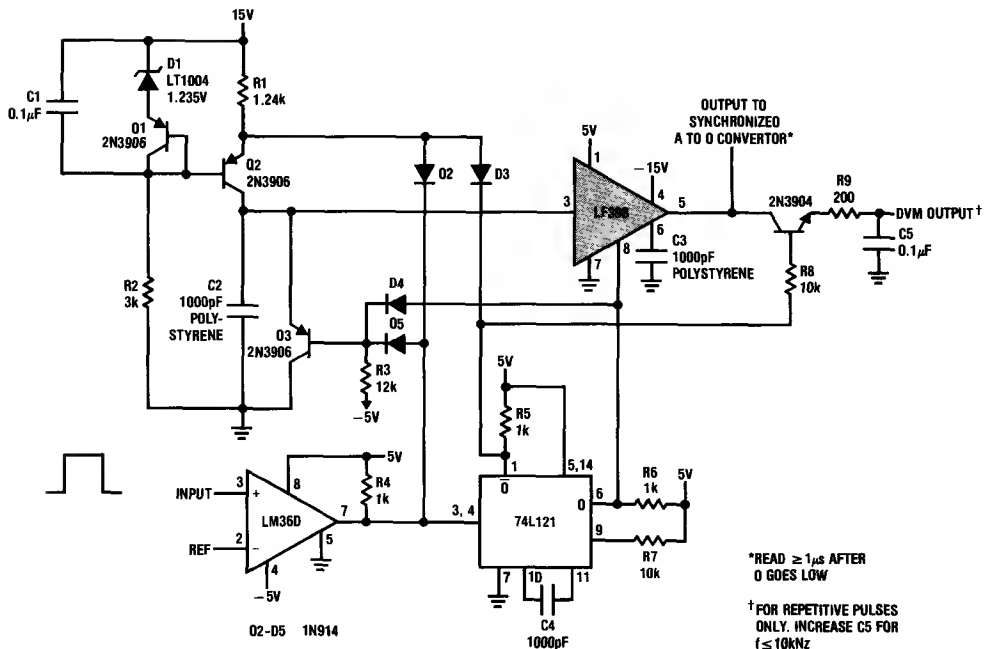 15V
D1
LT1004
1.235V
C1
0.1μF
Q1
2N3906
R1
1.24k
Q2
2N3906
O2
D3
OUTPUT TO
SYNCHRONIZED
A TO O CONVERTOR*
5V
1
-15V
4
3
LF398
5
6
8
7
C3
1000pF
POLYSTYRENE
2N3904
R9
200
DVM OUTPUT†
C5
0.1μF
R8
10k
R2
3k
C2
1000pF
POLY-
STYRENE
O3
2N3906
D4
O5
R3
12k
-5V
5V
R5
1k
1
O
5,14
INPUT
3
+
8
5V
R4
1k
LM36D
7
REF
2
-
5
4
-5V
3, 4
74L121
6
O
R6
1k
5V
9
R7
10k
7
1D
11
C4
1000pF
O2-D5 1N914
*READ ≥ 1μs AFTER
O GOES LOW
†FOR REPETITIVE PULSES
ONLY. INCREASE C5 FOR
f ≤ 10kNz